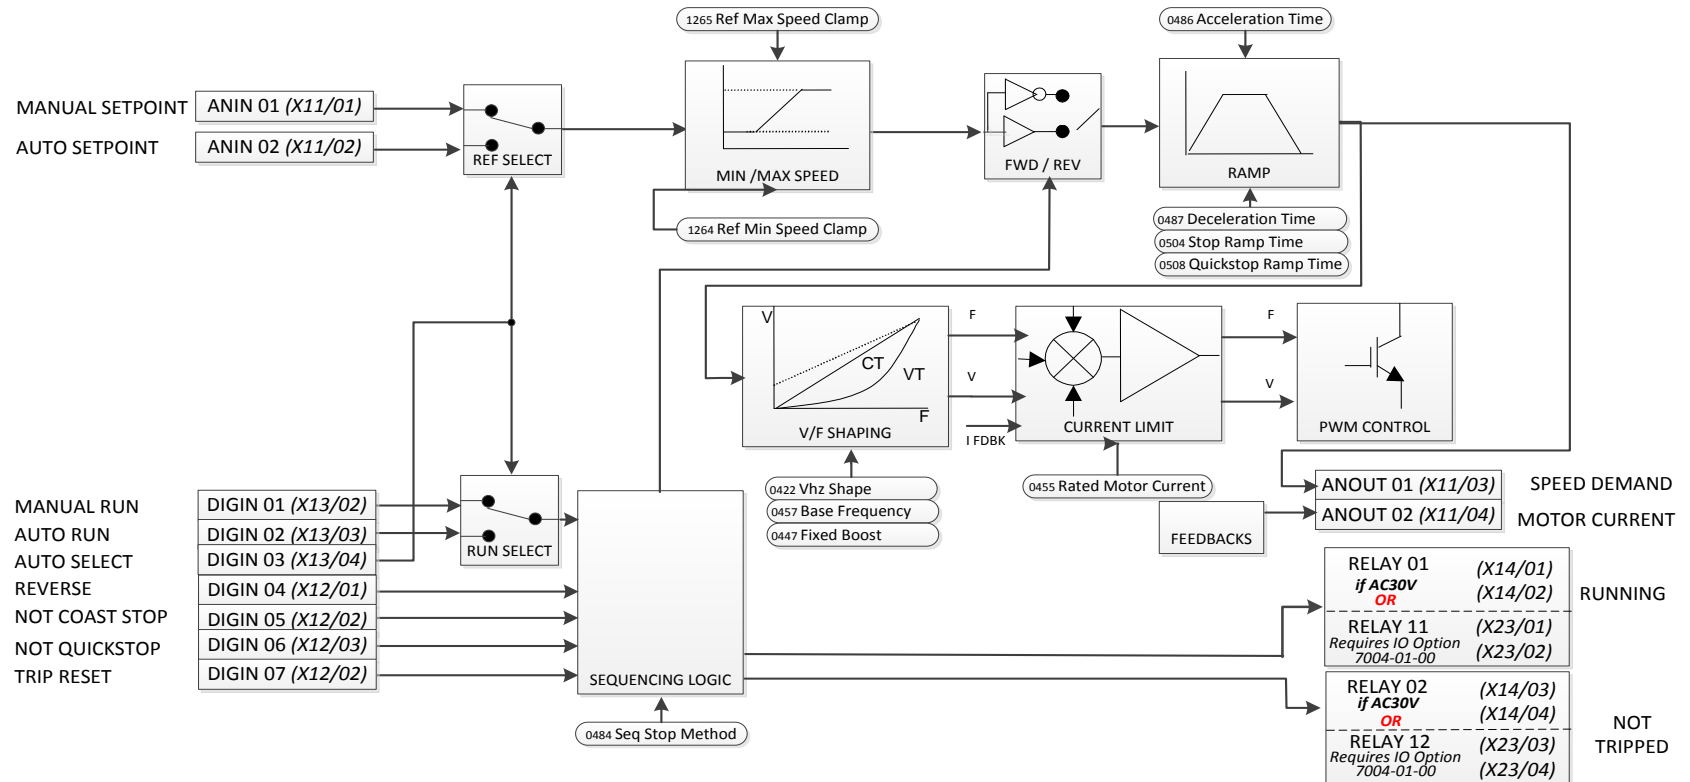 1265 Ref Max Speed Clamp
0486 Acceleration Time
MANUAL SETPOINT
ANIN 01 (X11/01)
AUTO SETPOINT
ANIN 02 (X11/02)
REF SELECT
MIN /MAX SPEED
FWD / REV
RAMP
1264 Ref Min Speed Clamp
0487 Deceleration Time
0504 Stop Ramp Time
0508 Quickstop Ramp Time
V
CT
VT
F
V/F SHAPING
F
V
I FDBK
CURRENT LIMIT
F
V
PWM CONTROL
0422 Vhz Shape
0457 Base Frequency
0447 Fixed Boost
0455 Rated Motor Current
FEEDBACKS
ANOUT 01 (X11/03)
SPEED DEMAND
ANOUT 02 (X11/04)
MOTOR CURRENT
MANUAL RUN
DIGIN 01 (X13/02)
AUTO RUN
DIGIN 02 (X13/03)
AUTO SELECT
DIGIN 03 (X13/04)
REVERSE
DIGIN 04 (X12/01)
NOT COAST STOP
DIGIN 05 (X12/02)
NOT QUICKSTOP
DIGIN 06 (X12/03)
TRIP RESET
DIGIN 07 (X12/02)
RUN SELECT
SEQUENCING LOGIC
0484 Seq Stop Method
RELAY 01 (X14/01)
if AC30V (X14/02)
OR
RELAY 11 (X23/01)
Requires IO Option (X23/02)
7004-01-00
RUNNING
RELAY 02 (X14/03)
if AC30V (X14/04)
OR
RELAY 12 (X23/03)
Requires IO Option
7004-01-00 (X23/04)
NOT
TRIPPED